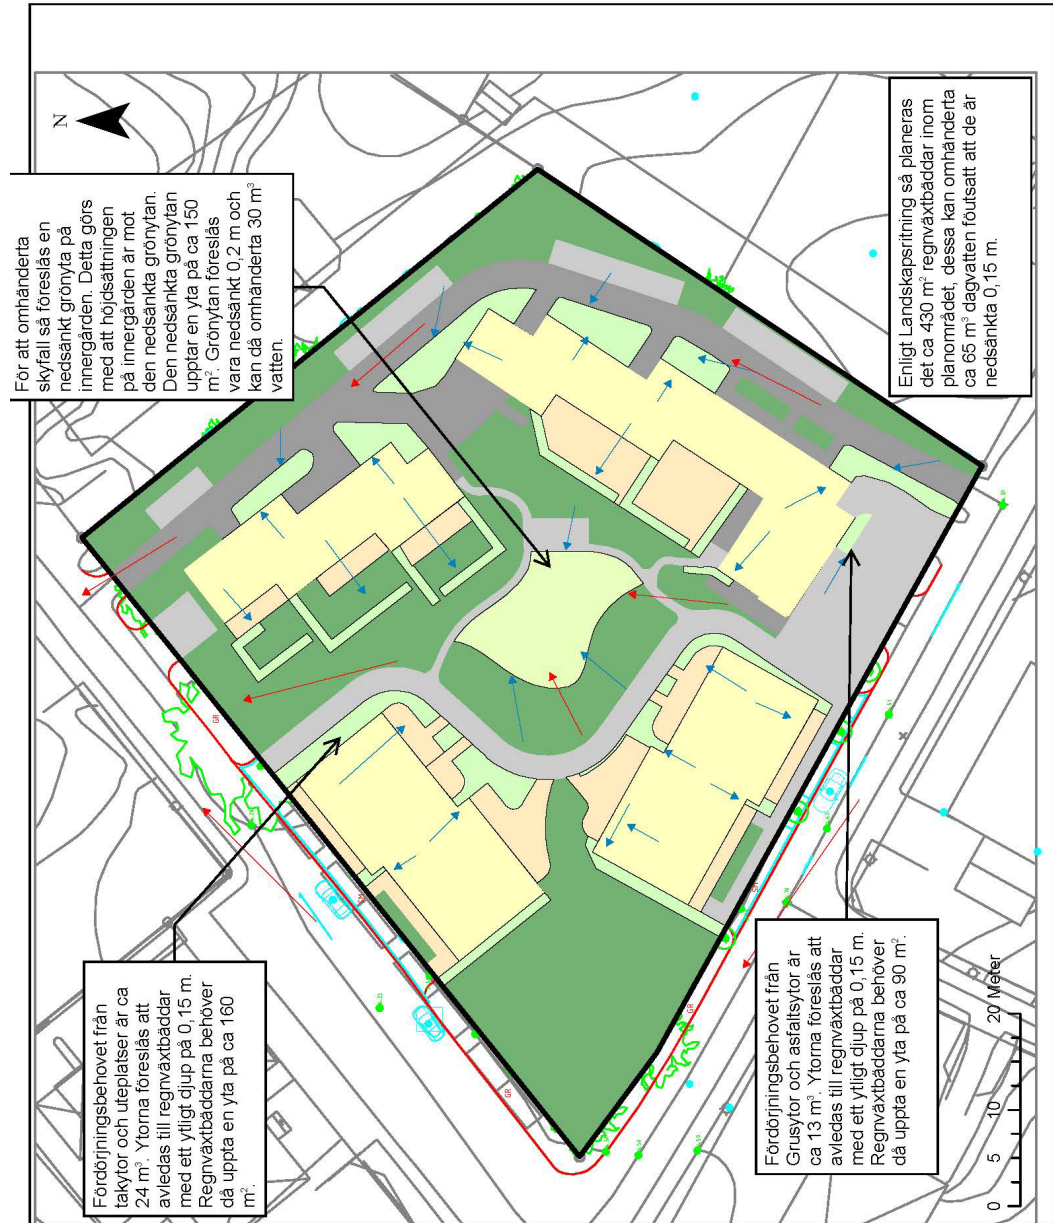 N
För att omhänderta
skyfall så föreslås en
nedsänkt grönyta på
innergården. Detta görs
med att höjdsättningen
på innergården är mot
den nedsänkta grönytan.
Den nedsänkta grönytan
upptar en yta på ca 150
m². Grönytan föreslås
vara nedsänkt 0,2 m och
kan då omhänderta 30 m³
vatten.
Enligt Landskapsritning så planeras
det ca 430 m² regnväxtbäddar inom
planområdet, dessa kan omhänderta
ca 65 m³ dagvatten föutsatt att de är
nedsänkta 0,15 m.
GR
GR
GR
Fördörjningsbehovet från
takytor och uteplatser är ca
24 m³. Ytorna föreslås att
avledas till regnväxtbäddar
med ett ytligt djup på 0,15 m.
Regnväxtbäddarna behöver
då uppta en yta på ca 160
m².
Fördörjningsbehovet från
Grusytor och asfaltsytor är
ca 13 m³. Ytorna föreslås att
avledas till regnväxtbäddar
med ett ytligt djup på 0,15 m.
Regnväxtbäddarna behöver
då uppta en yta på ca 90 m².
0 5 10 20 Meter